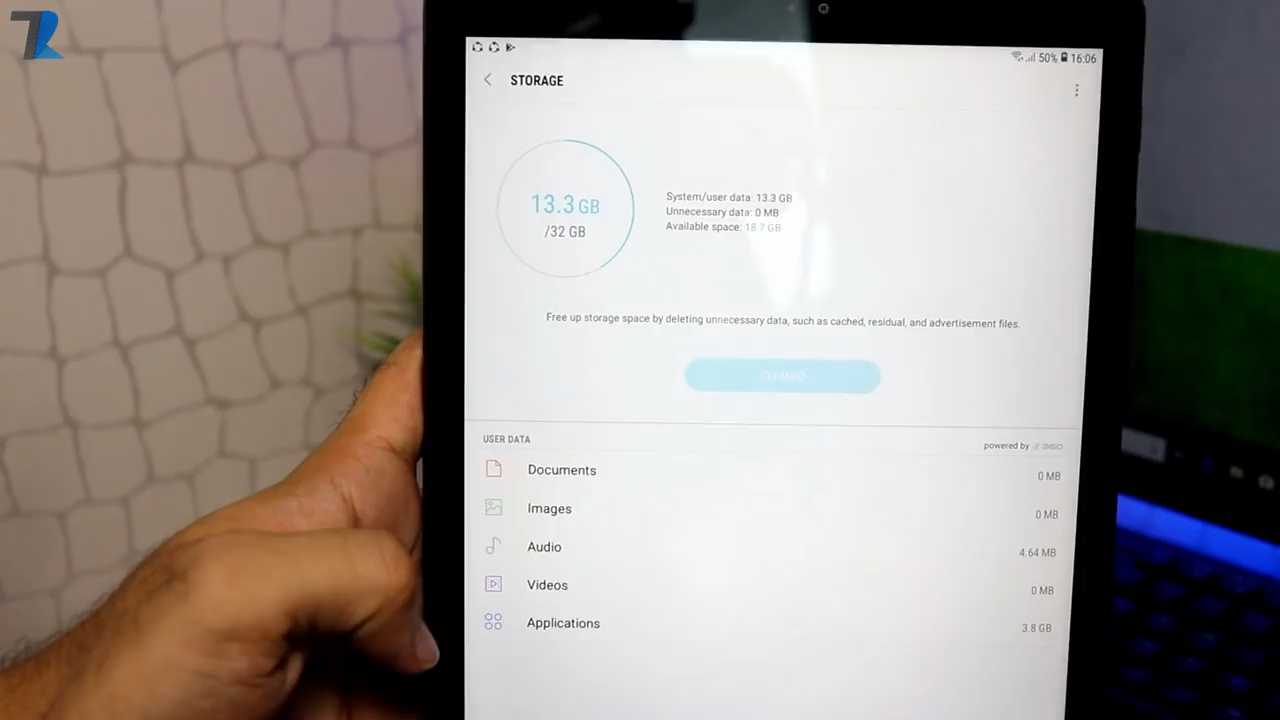 50% 16:06
STORAGE
13.3 GB
/32 GB
System/user data: 13.3 GB
Unnecessary data: 0 MB
Available space: 18.7 GB
Free up storage space by deleting unnecessary data, such as cached, residual, and advertisement files.
USER DATA
powered by 360
Documents
0 MB
Images
0 MB
Audio
4.64 MB
Videos
0 MB
Applications
3.8 GB